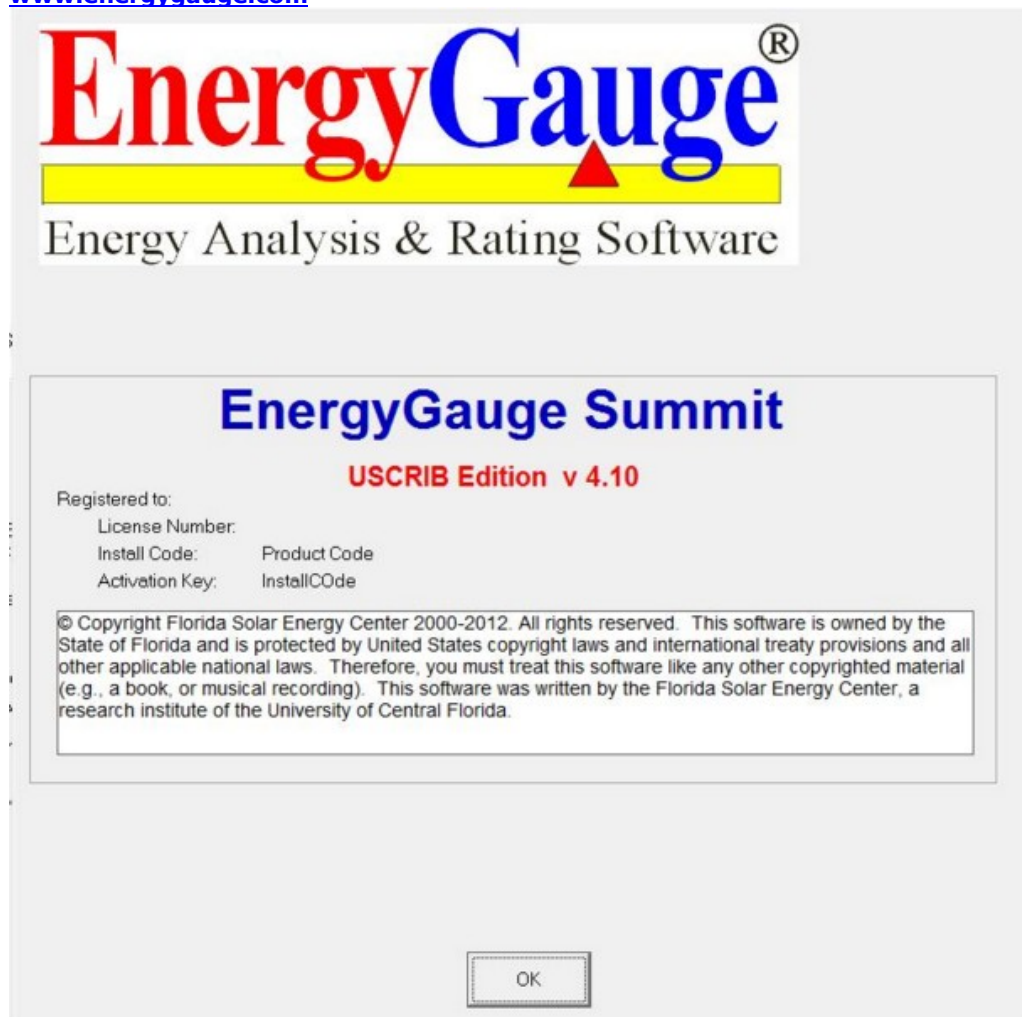 www.energygauge.com
EnergyGauge®
Energy Analysis & Rating Software
EnergyGauge Summit
USCRIB Edition v 4.10
Registered to:
License Number:
Install Code: Product Code
Activation Key: InstallCOde
© Copyright Florida Solar Energy Center 2000-2012. All rights reserved. This software is owned by the
State of Florida and is protected by United States copyright laws and international treaty provisions and all
other applicable national laws. Therefore, you must treat this software like any other copyrighted material
(e.g., a book, or musical recording). This software was written by the Florida Solar Energy Center, a
research institute of the University of Central Florida.
OK